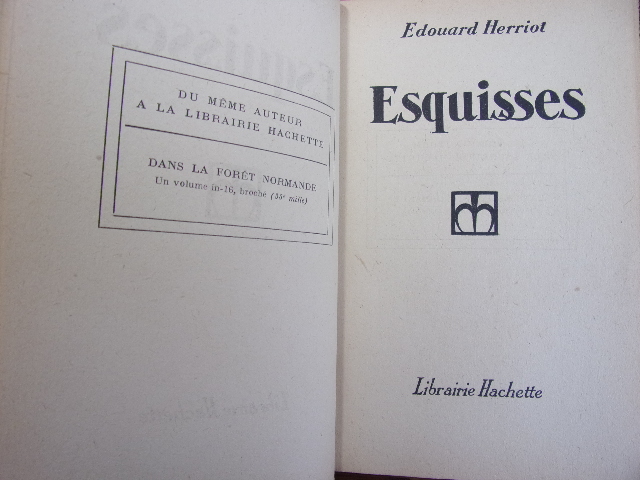 DU MÊME AUTEUR
A LA LIBRAIRIE HACHETTE
DANS LA FORÊT NORMANDE
Un volume in-16, broché (35e mille)
Edouard Herriot
Esquisses
Librairie Hachette